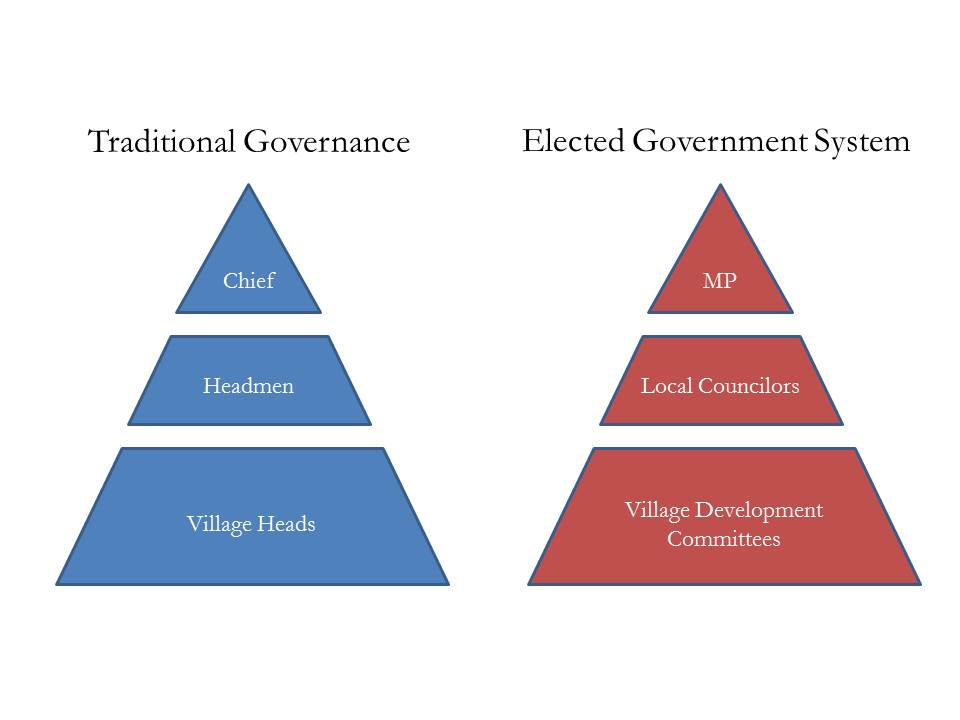 Traditional Governance
Chief
Headmen
Village Heads
Elected Government System
MP
Local Councilors
Village Development
Committees